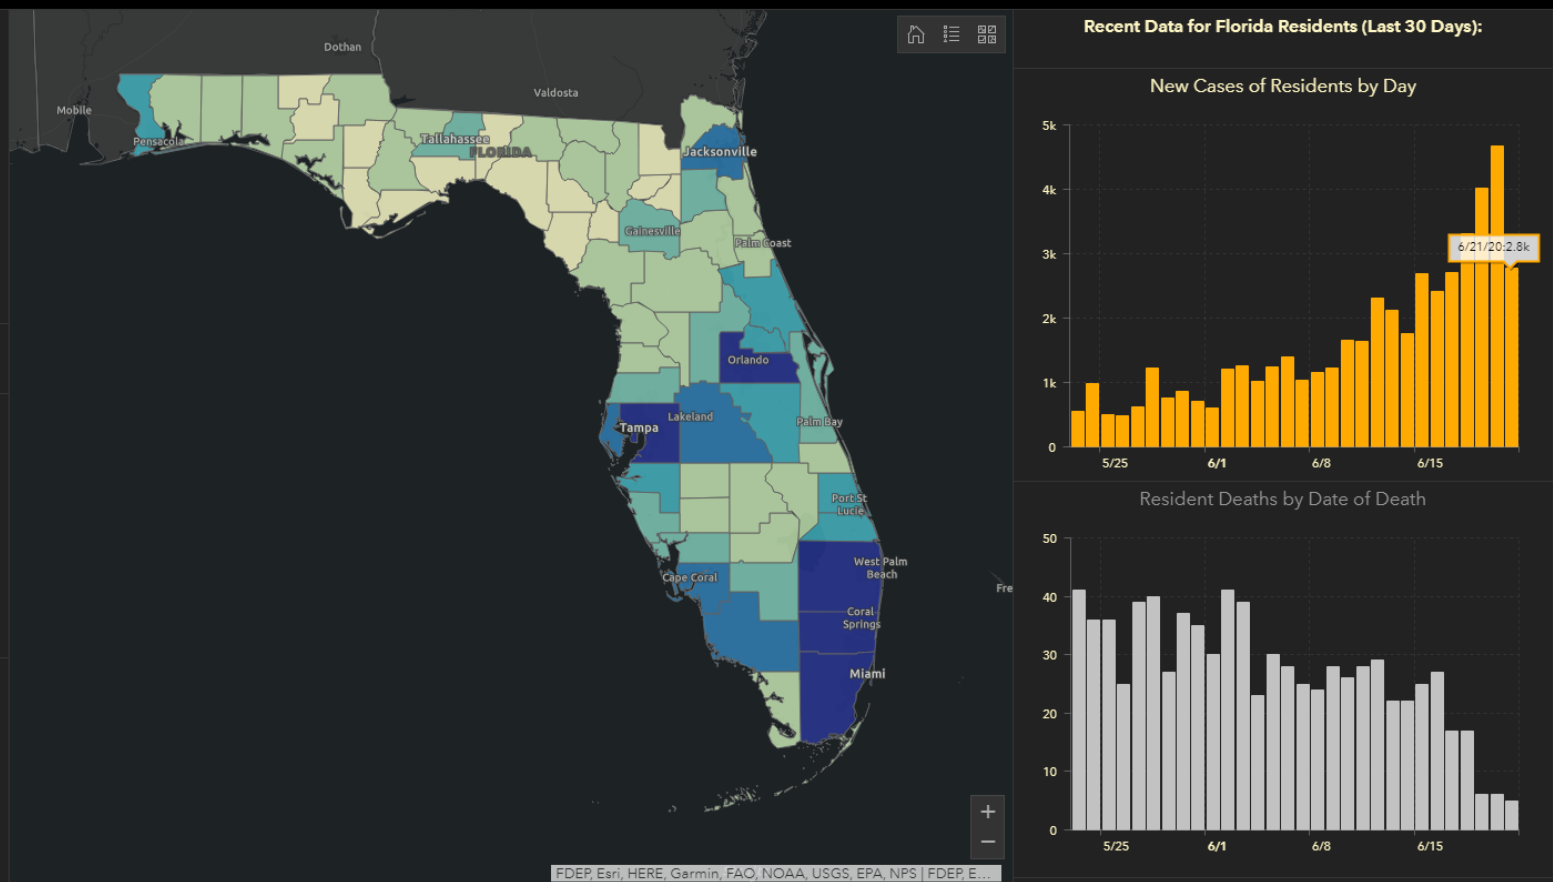 Dothan
Mobile
Valdosta
Pensacola
Tallahassee
FLORIDA
Jacksonville
Gainesville
Palm Coast
Orlando
Lakeland
Tampa
Palm Bay
Port St
Lucie
West Palm
Beach
Cape Coral
Coral
Springs
Miami
Fre
FDEP, Esri, HERE, Garmin, FAO, NOAA, USGS, EPA, NPS | FDEP, E...
Recent Data for Florida Residents (Last 30 Days):
New Cases of Residents by Day
5k
4k
3k
2k
1k
0
6/21/20:2.8k
5/25
6/1
6/8
6/15
Resident Deaths by Date of Death
50
40
30
20
10
0
5/25
6/1
6/8
6/15